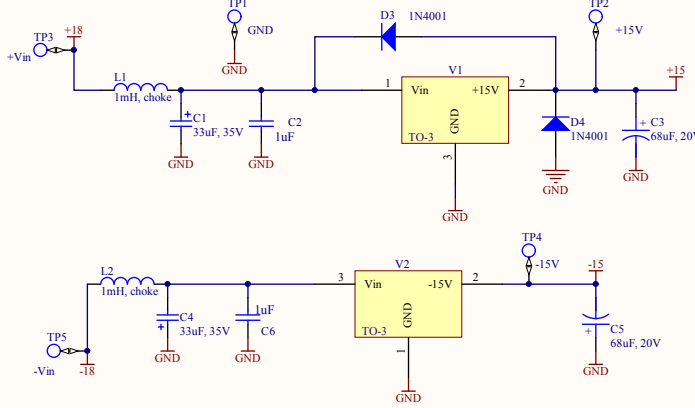 TP1
GND
GND
D3
1N4001
TP2
+15V
TP3
+18
+Vin
L1
1mH, choke
+
C1
33uF, 35V
GND
C2
1uF
GND
V1
1
Vin
+15V
2
GND
TO-3
3
GND
D4
1N4001
GND
+15
+
C3
68uF, 20V
GND
L2
1mH, choke
TP5
-Vin
-18
C4
+
33uF, 35V
GND
1uF
C6
GND
V2
3
Vin
-15V
2
GND
TO-3
1
GND
TP4
-15V
-15
C5
+
68uF, 20V
GND